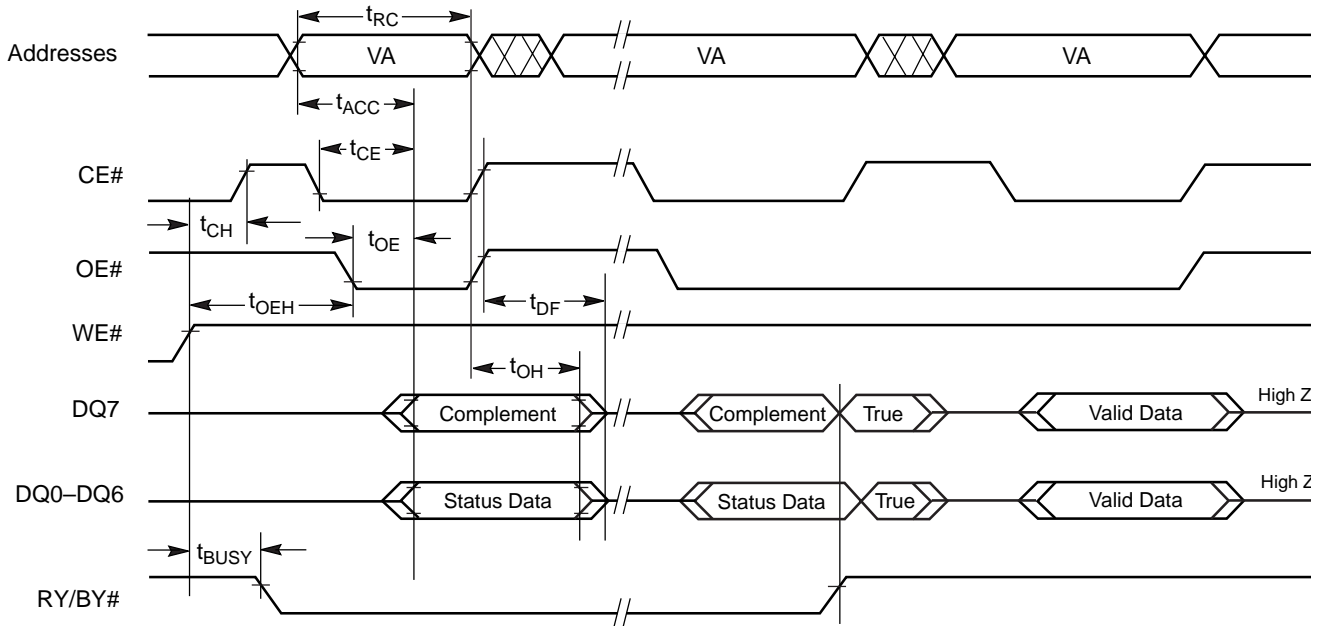 tRC
Addresses VA VA VA
tACC
tCE
CE#
tCH tOE
OE#
tOEH tDF
WE#
tOH
DQ7 Complement Complement True Valid Data High Z
DQ0–DQ6 Status Data Status Data True Valid Data High Z
tBUSY
RY/BY#